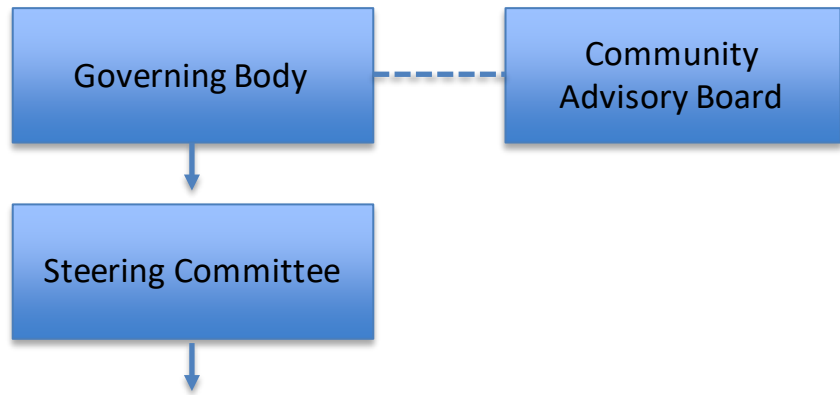 Governing Body
Community
Advisory Board
Steering Committee